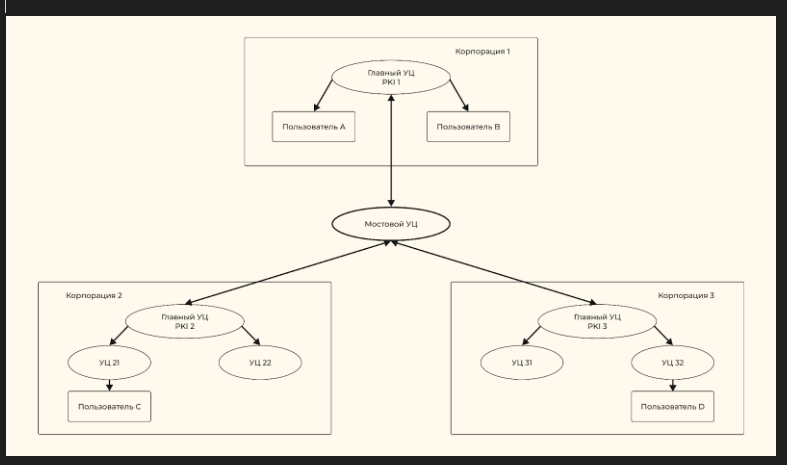 Корпорация 1
Главный УЦ
PKI 1
Пользователь A
Пользователь B
Мостовой УЦ
Корпорация 2
Главный УЦ
PKI 2
УЦ 21
УЦ 22
Пользователь C
Корпорация 3
Главный УЦ
PKI 3
УЦ 31
УЦ 32
Пользователь D